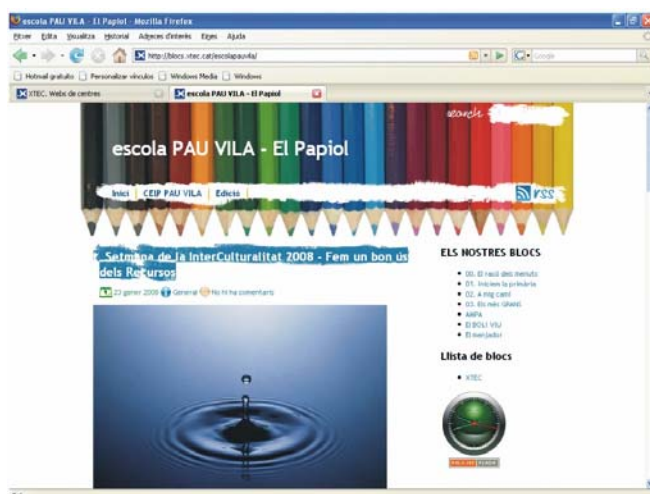 escola PAU VILA - El Papiol - Mozilla Firefox
Fitxer Edita Visualitza Historial Adreces d'interès Eines Ajuda
http://blocs.xtec.cat/escolapauvila/
Google
Hotmail gratuito Personalizar vínculos Windows Media Windows
XTEC. Webs de centres
escola PAU VILA - El Papiol
search
escola PAU VILA - El Papiol
Inici CEIP PAU VILA Edició
rss
Setmana de la InterCulturalitat 2008 - Fem un bon ús
dels Recursos
23 gener 2008 General No hi ha comentaris
ELS NOSTRES BLOCS
00. El racó dels menuts
01. Iniciem la primària
02. A mig camí
03. Els més GRANS
AMPA
El BOLI VIU
El menjador
Llista de blocs
XTEC